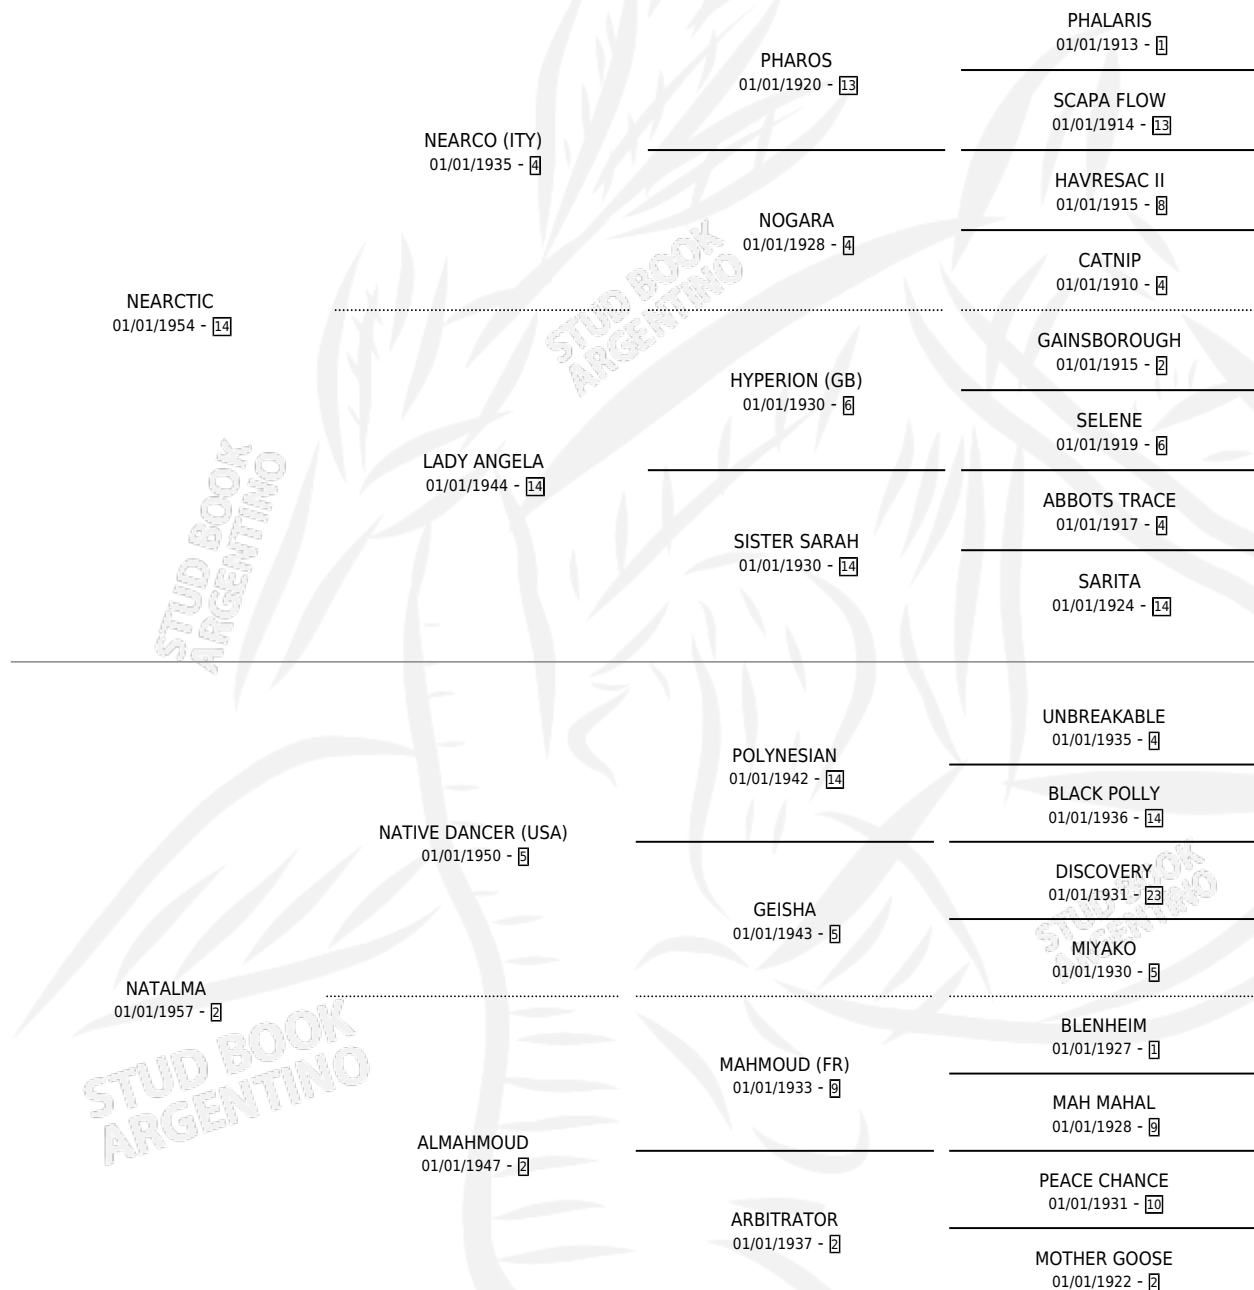 PHALARIS
01/01/1913 - 1
PHAROS
01/01/1920 - 13
SCAPA FLOW
01/01/1914 - 13
NEARCO (ITY)
01/01/1935 - 4
HAVRESAC II
01/01/1915 - 8
NOGARA
01/01/1928 - 4
CATNIP
01/01/1910 - 4
NEARCTIC
01/01/1954 - 14
STUD BOOK
ARGENTINO
GAINSBOROUGH
01/01/1915 - 2
HYPERION (GB)
01/01/1930 - 6
SELENE
01/01/1919 - 6
LADY ANGELA
01/01/1944 - 14
ABBOTS TRACE
01/01/1917 - 4
SISTER SARAH
01/01/1930 - 14
SARITA
01/01/1924 - 14
STUD BOOK
ARGENTINO
UNBREAKABLE
01/01/1935 - 4
POLYNESIAN
01/01/1942 - 14
BLACK POLLY
01/01/1936 - 14
NATIVE DANCER (USA)
01/01/1950 - 5
DISCOVERY
01/01/1931 - 23
GEISHA
01/01/1943 - 5
STUD BOOK
ARGENTINO
MIYAKO
01/01/1930 - 5
NATALMA
01/01/1957 - 2
BLENHEIM
01/01/1927 - 1
STUD BOOK
ARGENTINO
MAHMOUD (FR)
01/01/1933 - 9
MAH MAHAL
01/01/1928 - 9
ALMAHMOUD
01/01/1947 - 2
PEACE CHANCE
01/01/1931 - 10
ARBITRATOR
01/01/1937 - 2
MOTHER GOOSE
01/01/1922 - 2